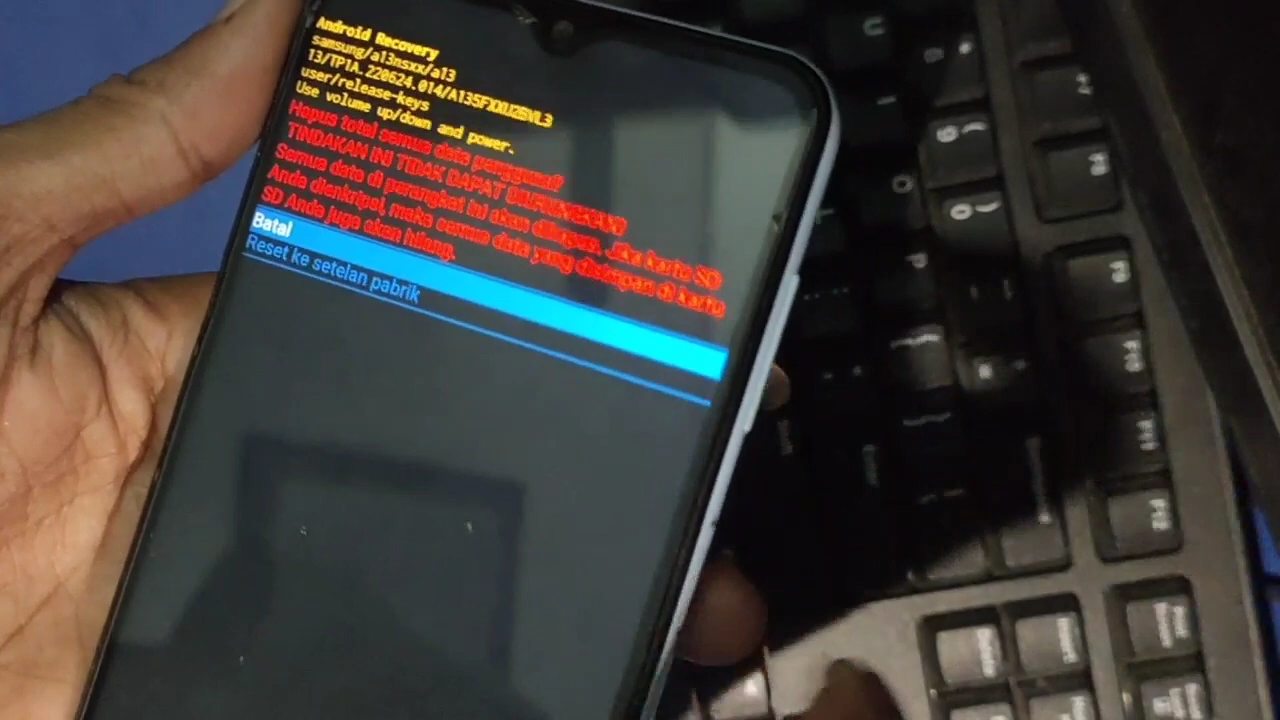 Android Recovery
samsung/a13nsxx/a13
13/TP1A.220624.014/A135FXXU2BVL3
user/release-keys
Use volume up/down and power.
Hapus total semua data pengguna?
TINDAKAN INI TIDAK DAPAT DIURUNGKAN!
Semua data di perangkat ini akan dihapus. Jika kartu SD
Anda dienkripsi, maka semua data yang disimpan di kartu
SD Anda juga akan hilang.
Batal
Reset ke setelan pabrik
F12